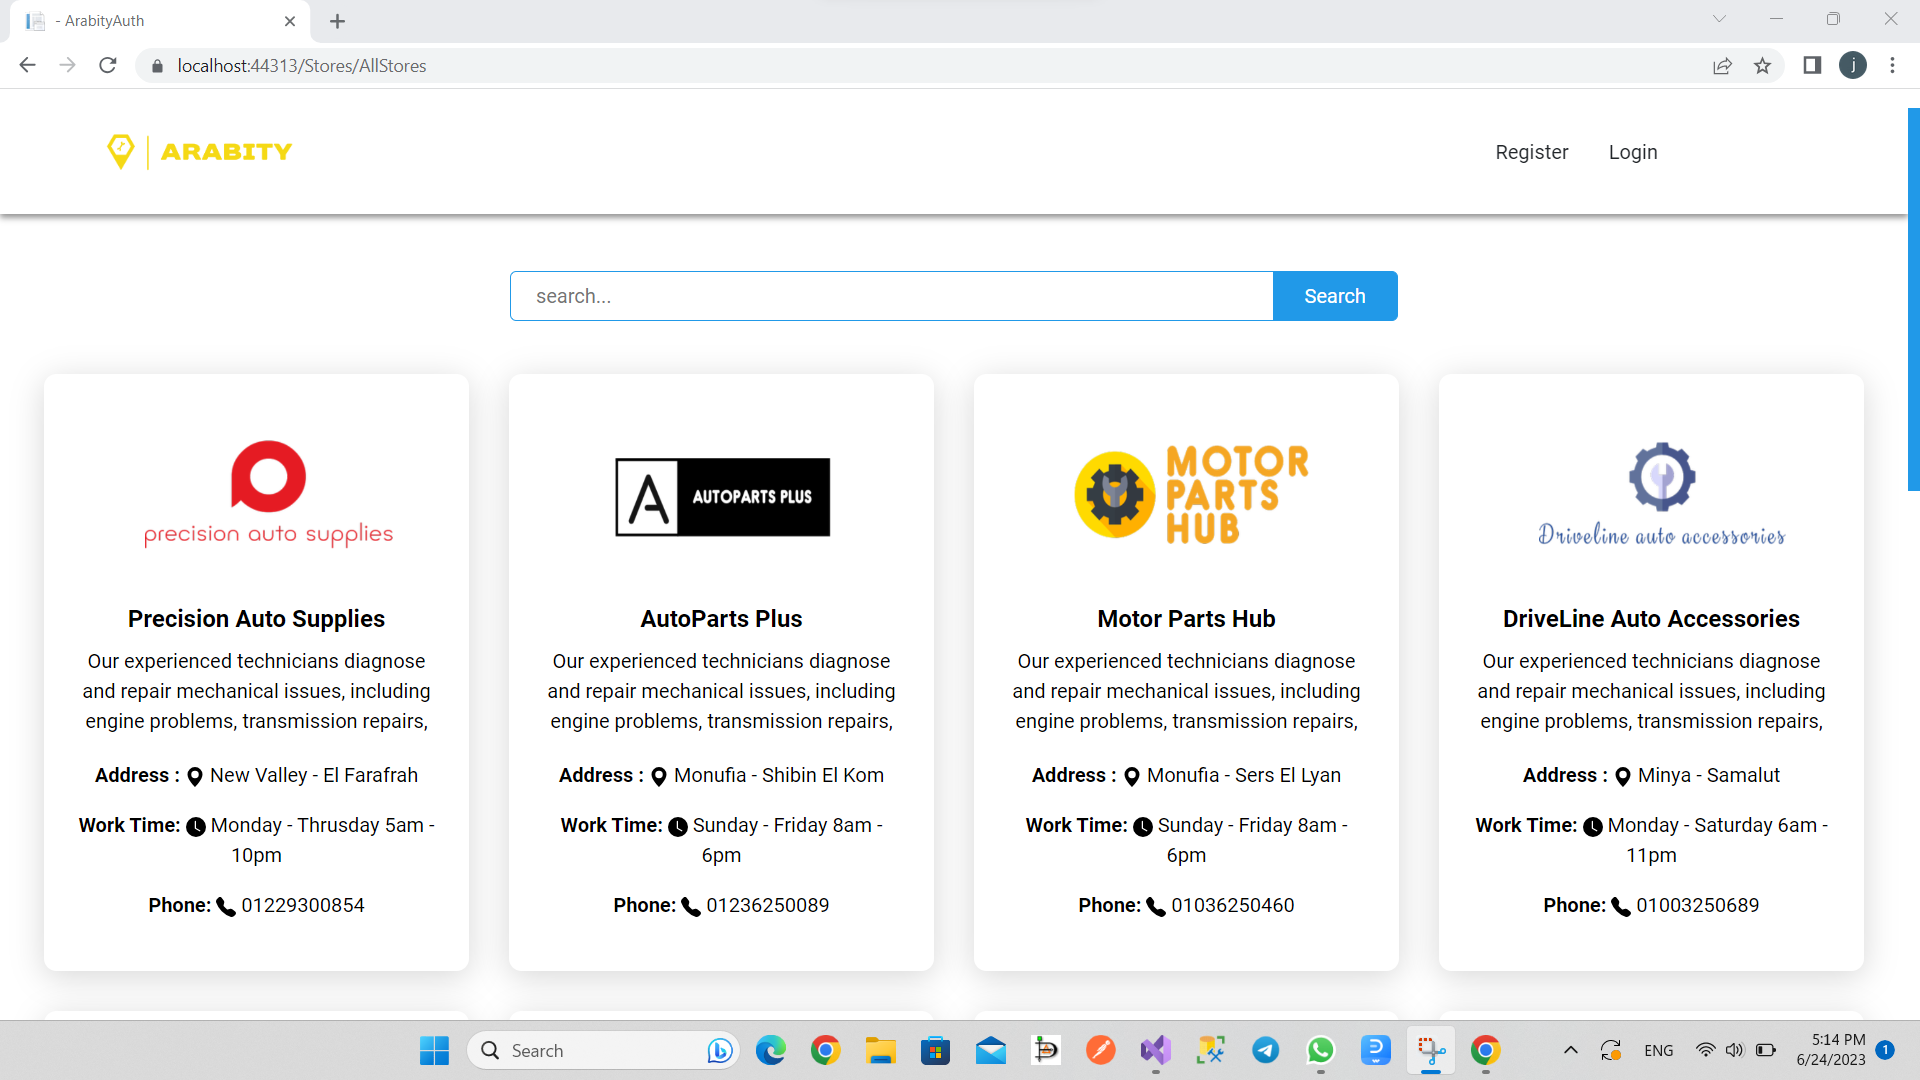 - ArabityAuth
localhost:44313/Stores/AllStores
j
ARABITY
Register
Login
search...
Search
precision auto supplies
Precision Auto Supplies
Our experienced technicians diagnose
and repair mechanical issues, including
engine problems, transmission repairs,
Address : New Valley - El Farafrah
Work Time: Monday - Thrusday 5am -
10pm
Phone: 01229300854
A AUTOPARTS PLUS
AutoParts Plus
Our experienced technicians diagnose
and repair mechanical issues, including
engine problems, transmission repairs,
Address : Monufia - Shibin El Kom
Work Time: Sunday - Friday 8am -
6pm
Phone: 01236250089
MOTOR
PARTS
HUB
Motor Parts Hub
Our experienced technicians diagnose
and repair mechanical issues, including
engine problems, transmission repairs,
Address : Monufia - Sers El Lyan
Work Time: Sunday - Friday 8am -
6pm
Phone: 01036250460
Driveline auto accessories
DriveLine Auto Accessories
Our experienced technicians diagnose
and repair mechanical issues, including
engine problems, transmission repairs,
Address : Minya - Samalut
Work Time: Monday - Saturday 6am -
11pm
Phone: 01003250689
Search
ENG
5:14 PM
6/24/2023
1